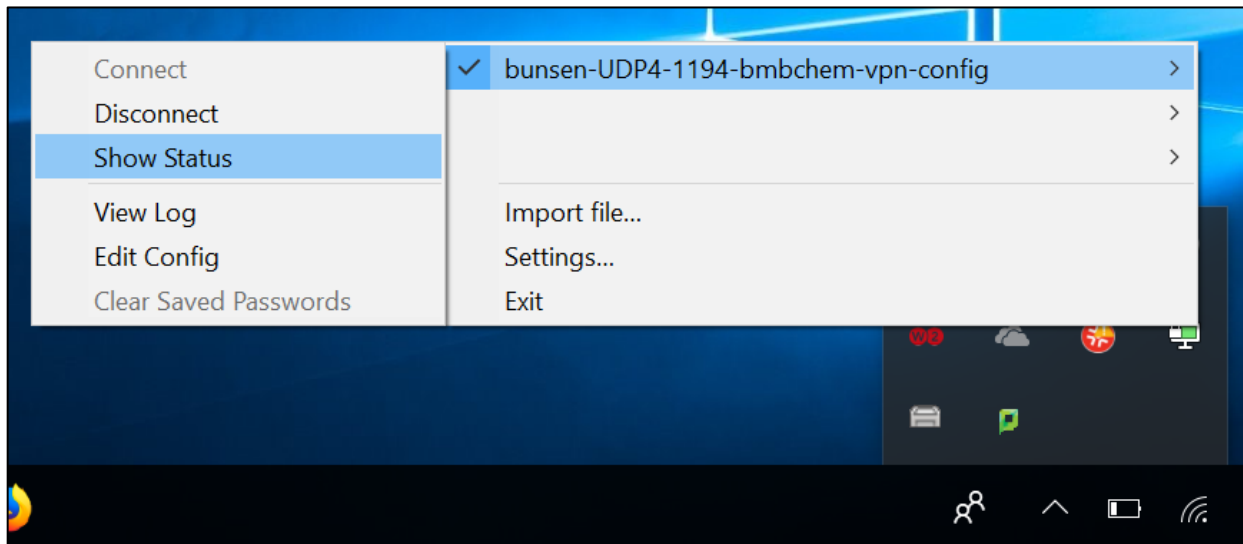 Connect
Disconnect
Show Status
View Log
Edit Config
Clear Saved Passwords
bunsen-UDP4-1194-bmbchem-vpn-config
Import file...
Settings...
Exit